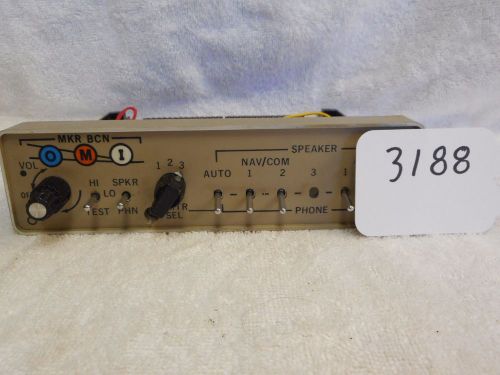 MKR BCN
SPEAKER
O M I
NAV/COM
VOL
1 2 3
AUTO 1 2 3 1
HI SPKR
LO
TEST PHN
SEL
PHONE
3188